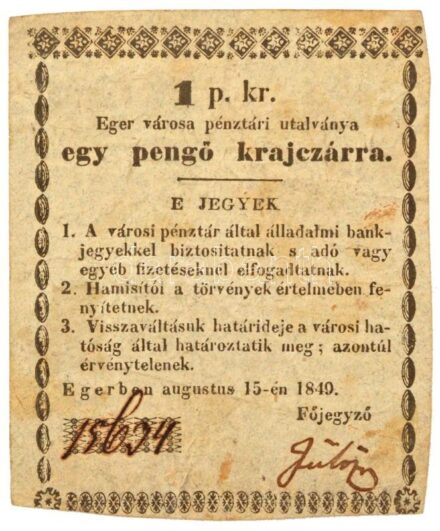 1 p. kr.
Eger városa pénztári utalványa
egy pengő krajczárra.
E JEGYEK
1. A városi pénztár által álladalmi bank-
jegyekkel biztositatnak s adó vagy
egyéb fizetéseknel elfogadtatnak.
2. Hamisitói a törvények értelmében fe-
nyítetnek.
3. Visszaváltásuk határideje a városi ha-
tóság által határoztatik meg; azontúl
érvénytelenek.
Egerben augustus 15-én 1849.
Főjegyző
15634